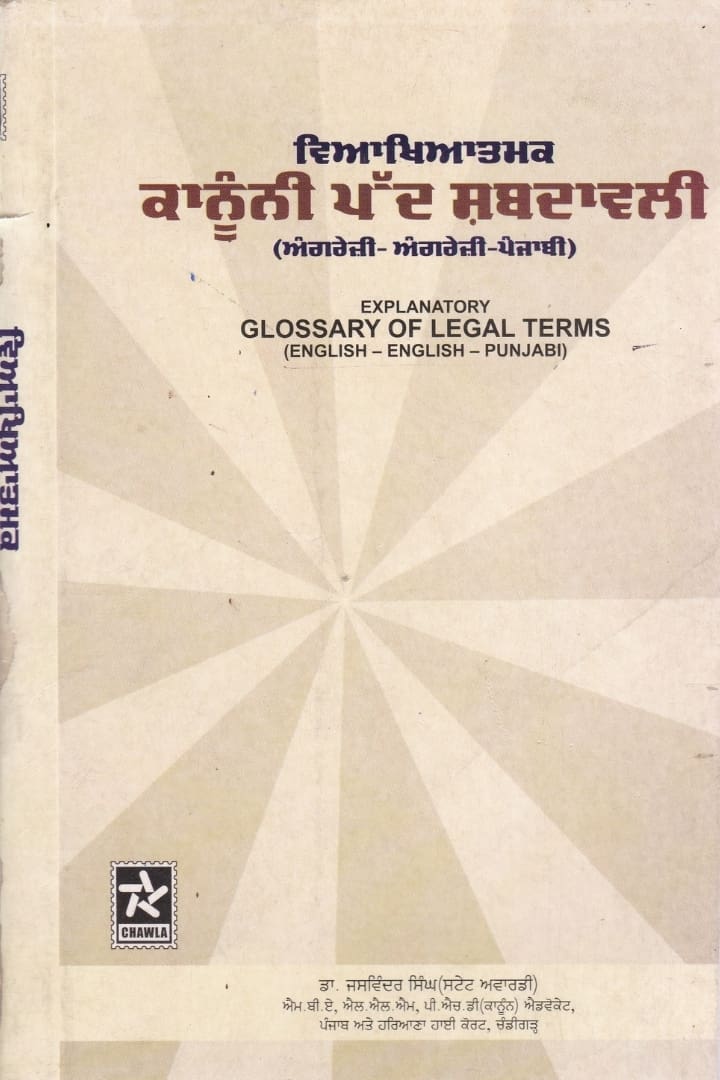 ਵਿਆਖਿਆਤਮਕ
ਕਾਨੂੰਨੀ ਪੱਦ ਸ਼ਬਦਾਵਲੀ
(ਅੰਗਰੇਜ਼ੀ- ਅੰਗਰੇਜ਼ੀ-ਪੰਜਾਬੀ)
EXPLANATORY
GLOSSARY OF LEGAL TERMS
(ENGLISH – ENGLISH – PUNJABI)
ਵਿਆਖਿਆਤਮਕ
CHAWLA
ਡਾ. ਜਸਵਿੰਦਰ ਸਿੰਘ(ਸਟੇਟ ਅਵਾਰਡੀ)
ਐਮ.ਬੀ.ਏ, ਐਲ.ਐਲ.ਐਮ, ਪੀ.ਐਚ.ਡੀ(ਕਾਨੂੰਨ) ਐਡਵੋਕੇਟ,
ਪੰਜਾਬ ਅਤੇ ਹਰਿਆਣਾ ਹਾਈ ਕੋਰਟ, ਚੰਡੀਗੜ੍ਹ